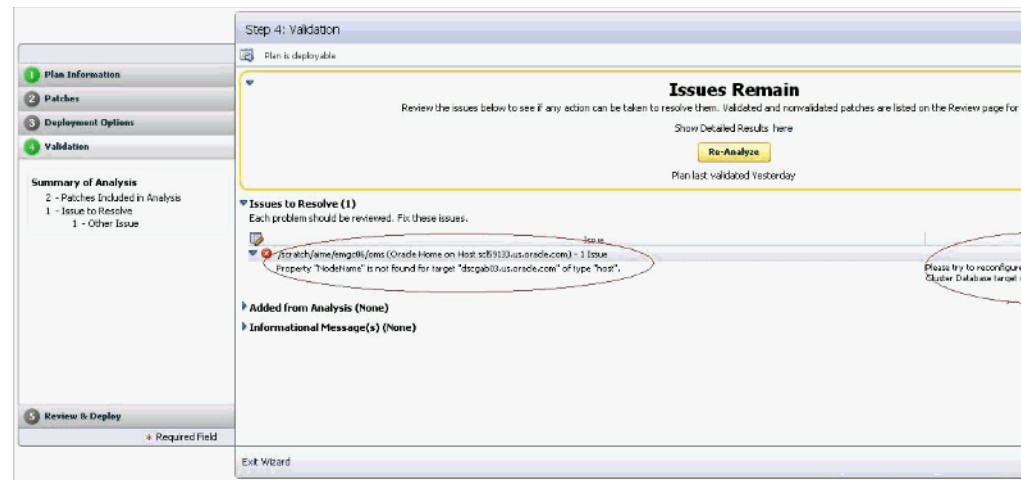 Step 4: Validation
Plan is deployable
1 Plan Information
2 Patches
3 Deployment Options
4 Validation
Summary of Analysis
2 - Patches Included in Analysis
1 - Issue to Resolve
1 - Other Issue
5 Review & Deploy
* Required Field
Issues Remain
Review the issues below to see if any action can be taken to resolve them. Validated and nonvalidated patches are listed on the Review page for
Show Detailed Results here
Re-Analyze
Plan last validated Yesterday
Issues to Resolve (1)
Each problem should be reviewed. Fix these issues.
Issue
/scratch/aime/emgc06/oms (Oracle Home on Host scl59133.us.oracle.com) - 1 Issue
Property "NodeName" is not found for target "dscgab03.us.oracle.com" of type "host".
Please try to reconfigure
Cluster Database target
Added from Analysis (None)
Informational Message(s) (None)
Exit Wizard